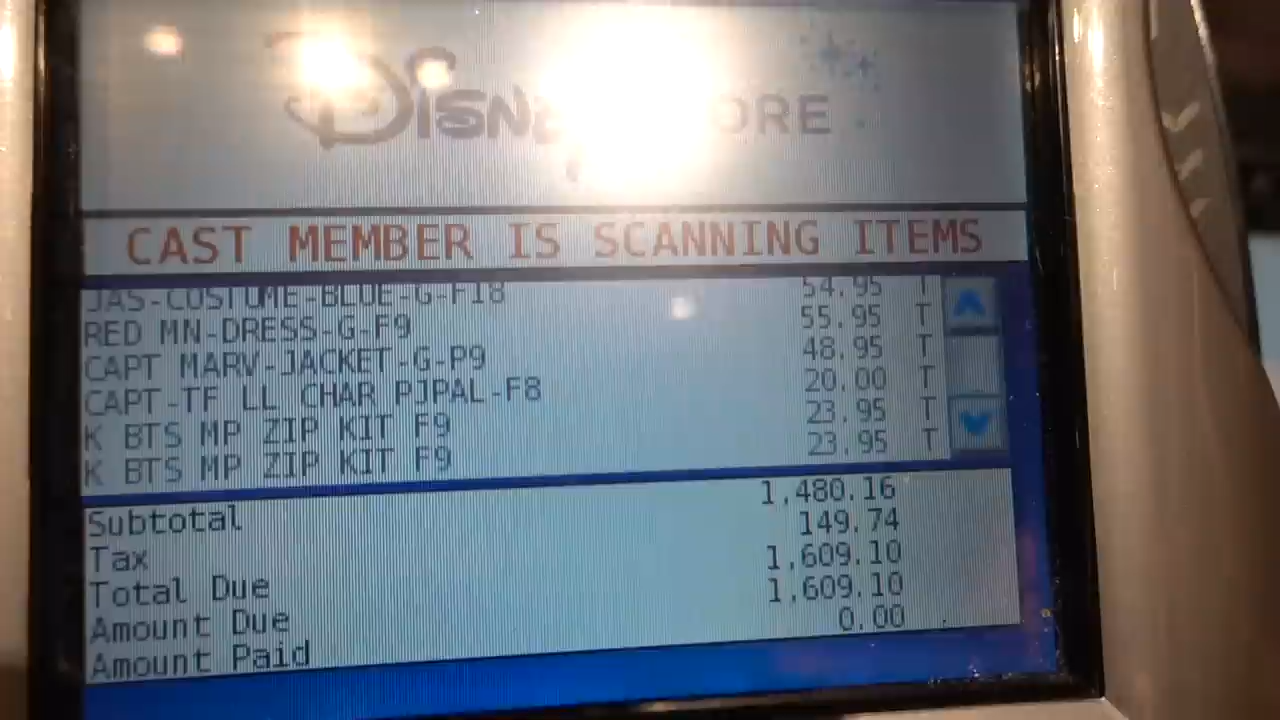 DISNEY STORE
CAST MEMBER IS SCANNING ITEMS
JAS-COSTUME-BLUE-G-F18 54.95 T
RED MN-DRESS-G-F9 55.95 T
CAPT MARV-JACKET-G-P9 48.95 T
CAPT-TF LL CHAR PJPAL-F8 20.00 T
K BTS MP ZIP KIT F9 23.95 T
K BTS MP ZIP KIT F9 23.95 T
Subtotal 1,480.16
Tax 149.74
Total Due 1,609.10
Amount Due 1,609.10
Amount Paid 0.00